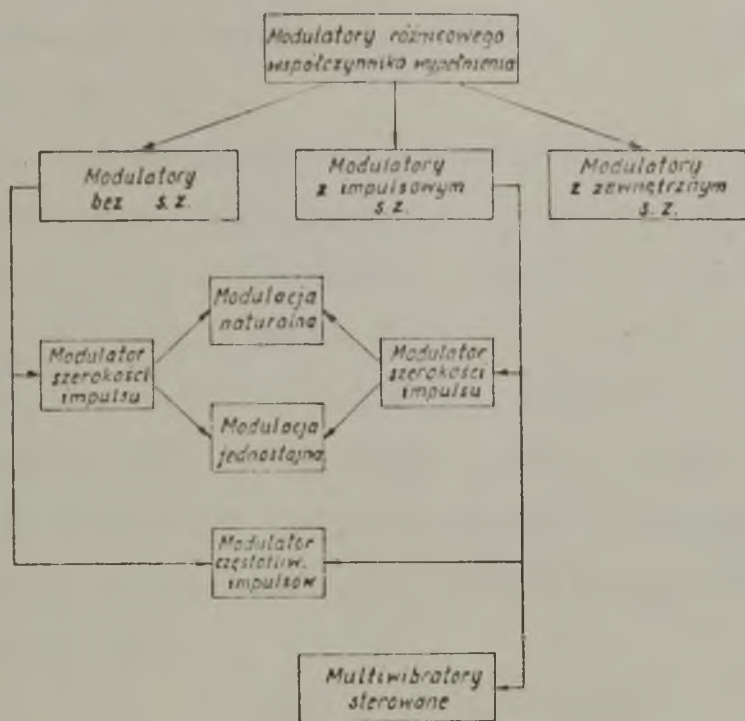 Modulatory różnicowego
współczynnika wypełnienia
Modulatory
bez s.z.
Modulatory
z impulsowym
s.z.
Modulatory
z zewnętrznym
s.z.
Modulacja
naturalna
Modulator
szerokości
impulsu
Modulator
szerokości
impulsu
Modulacja
jednostajna
Modulator
częstotliw.
impulsów
Multiwibratory
sterowane